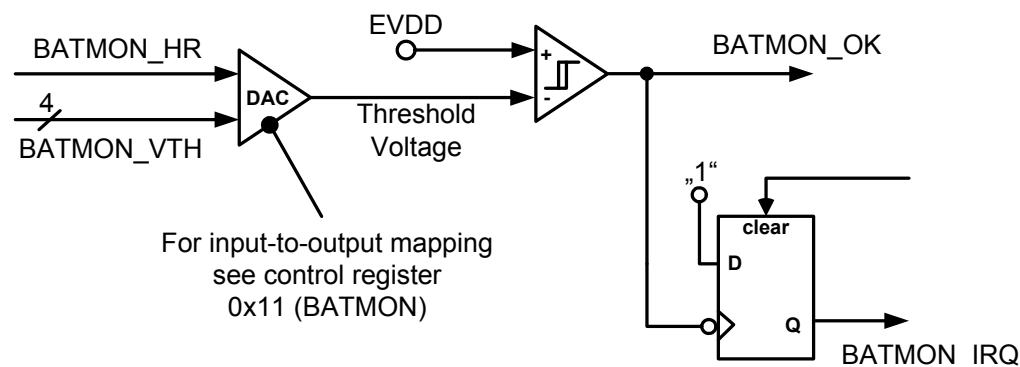 EVDD
BATMON_HR
BATMON_OK
+
DAC
-
4
Threshold
Voltage
BATMON_VTH
„1“
clear
For input-to-output mapping
see control register
0x11 (BATMON)
D
Q
BATMON_IRQ